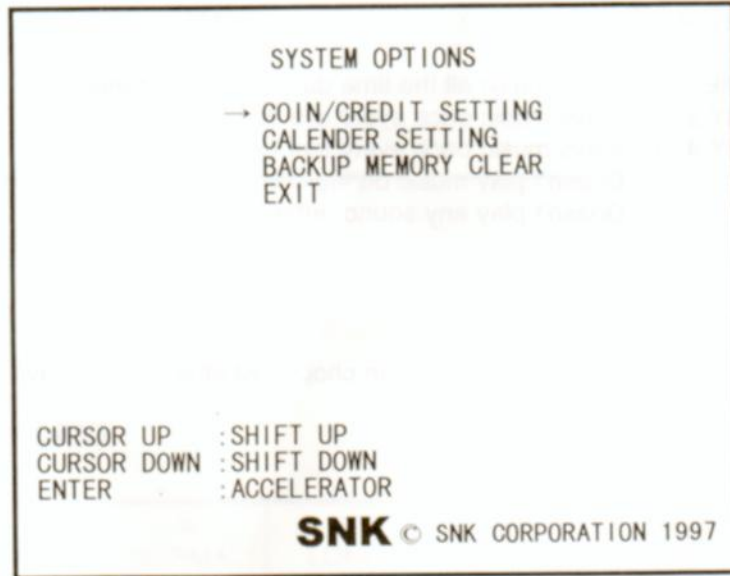 SYSTEM OPTIONS
→ COIN/CREDIT SETTING
CALENDER SETTING
BACKUP MEMORY CLEAR
EXIT
CURSOR UP :SHIFT UP
CURSOR DOWN :SHIFT DOWN
ENTER :ACCELERATOR
SNK © SNK CORPORATION 1997